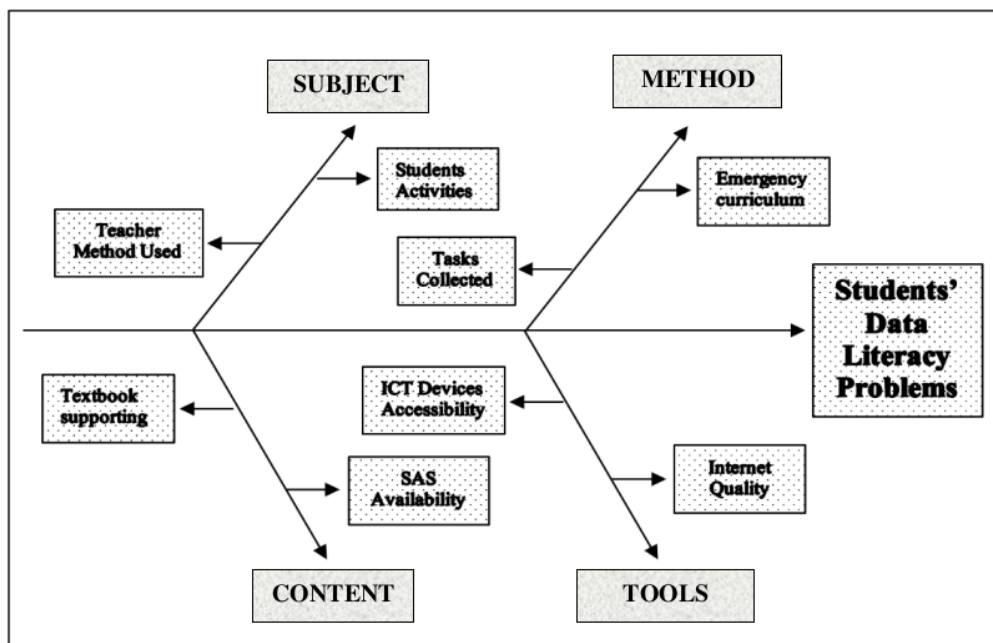 SUBJECT
METHOD
Students
Activities
Emergency
curriculum
Teacher
Method Used
Tasks
Collected
Students’
Data
Literacy
Problems
Textbook
supporting
ICT Devices
Accessibility
SAS
Availability
Internet
Quality
CONTENT
TOOLS